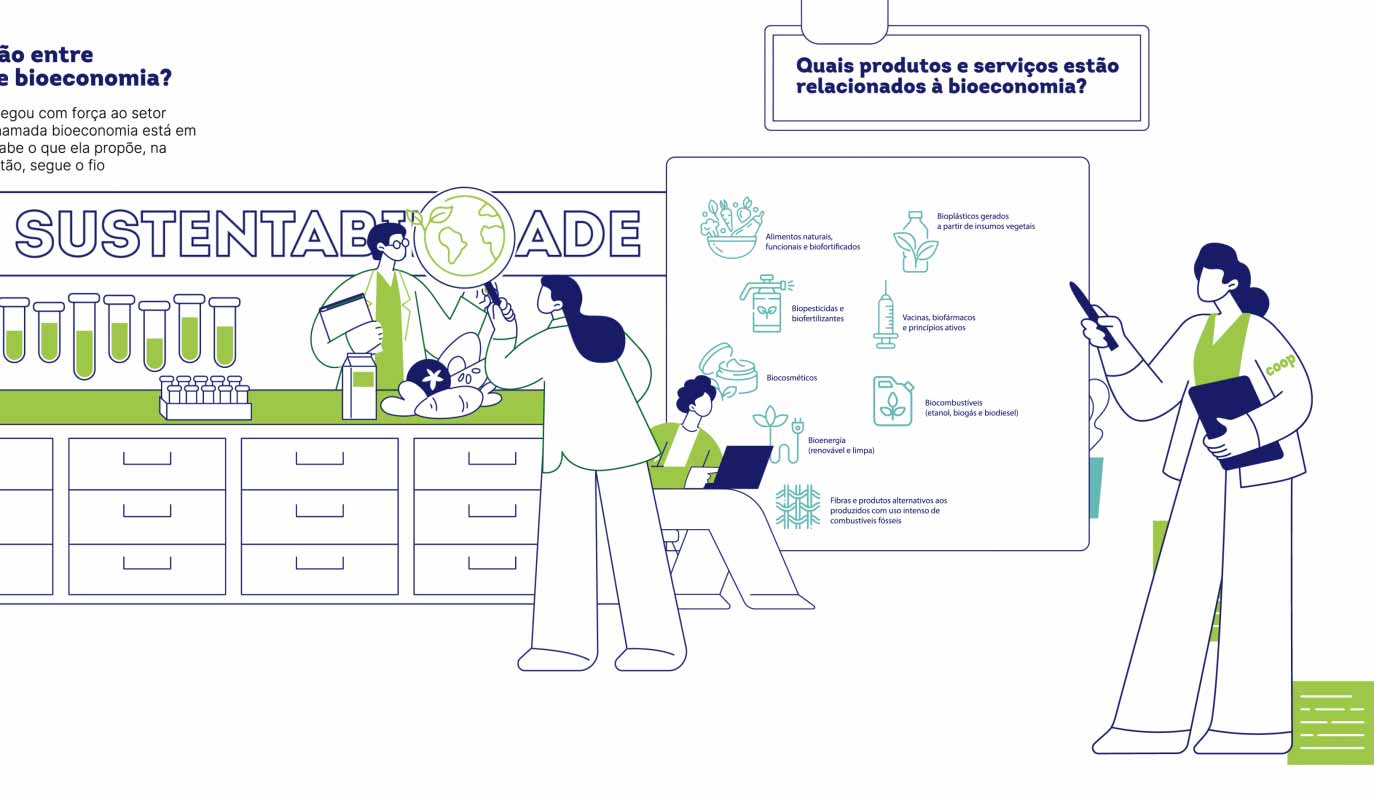 ão entre
e bioeconomia?
egou com força ao setor
hamada bioeconomia está em
abe o que ela propõe, na
tão, segue o fio
SUSTENTABI ADE
Quais produtos e serviços estão
relacionados à bioeconomia?
Alimentos naturais,
funcionais e biofortificados
Bioplásticos gerados
a partir de insumos vegetais
Biopesticidas e
biofertilizantes
Vacinas, biofármacos
e princípios ativos
Biocosméticos
Biocombustíveis
(etanol, biogás e biodiesel)
Bioenergia
(renovável e limpa)
Fibras e produtos alternativos aos
produzidos com uso intenso de
combustíveis fósseis
coop